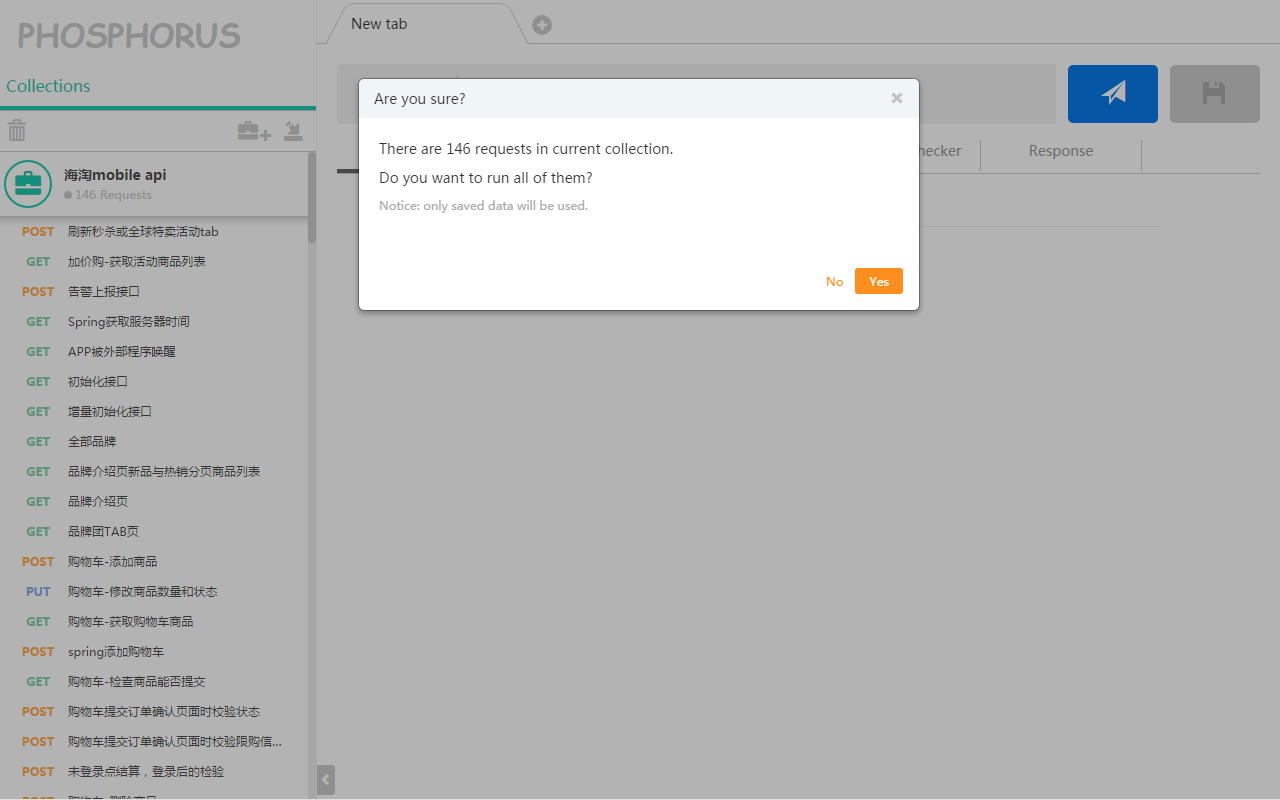 PHOSPHORUS
New tab
Collections
海淘mobile api
146 Requests
POST 刷新秒杀或全球特卖活动tab
GET 加价购-获取活动商品列表
POST 告警上报接口
GET Spring获取服务器时间
GET APP被外部程序唤醒
GET 初始化接口
GET 增量初始化接口
GET 全部品牌
GET 品牌介绍页新品与热销分页商品列表
GET 品牌介绍页
GET 品牌团TAB页
POST 购物车-添加商品
PUT 购物车-修改商品数量和状态
GET 购物车-获取购物车商品
POST spring添加购物车
GET 购物车-检查商品能否提交
POST 购物车提交订单确认页面时校验状态
POST 购物车提交订单确认页面时校验限购信...
POST 未登录点结算，登录后的检验
Are you sure?
There are 146 requests in current collection.
Do you want to run all of them?
Notice: only saved data will be used.
No
Yes
hecker
Response